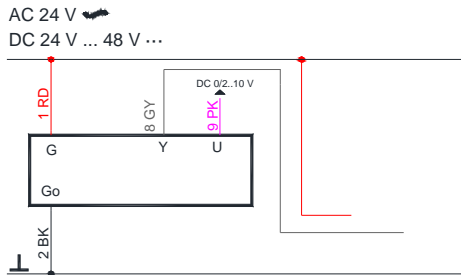 AC 24 V
DC 24 V ... 48 V
DC 0/2..10 V
1 RD
8 GY
9 PK
G
Y
U
Go
2 BK